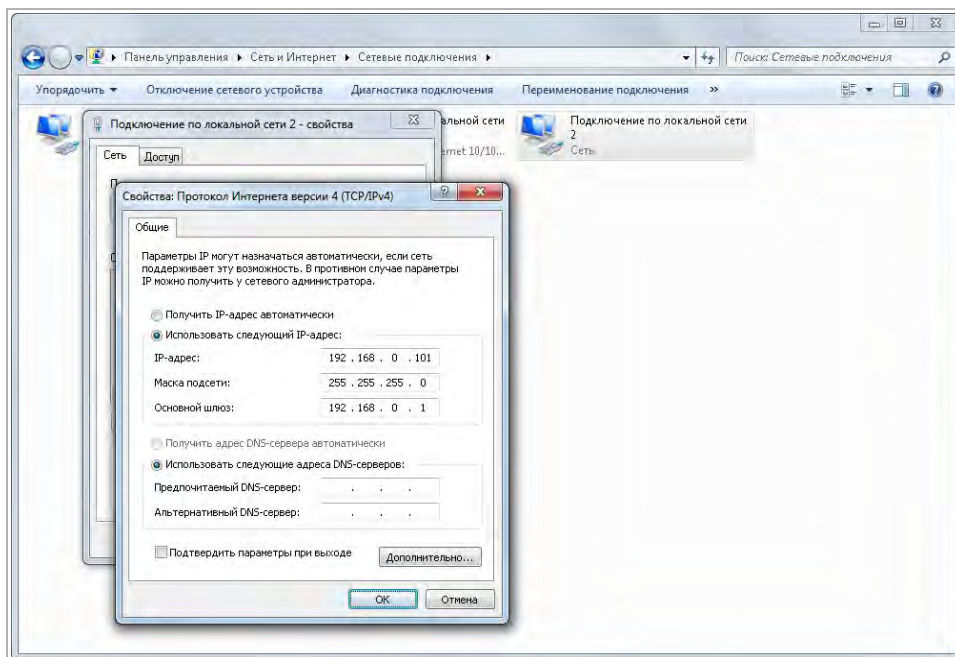 Панель управления ▸ Сеть и Интернет ▸ Сетевые подключения ▸
Поиск: Сетевые подключения
Упорядочить
Отключение сетевого устройства
Диагностика подключения
Переименование подключения
»
Подключение по локальной сети 2 - свойства
альной сети
ernet 10/10...
Подключение по локальной сети
2
Сеть
Сеть
Доступ
Свойства: Протокол Интернета версии 4 (TCP/IPv4)
Общие
Параметры IP могут назначаться автоматически, если сеть
поддерживает эту возможность. В противном случае параметры
IP можно получить у сетевого администратора.
Получить IP-адрес автоматически
Использовать следующий IP-адрес:
IP-адрес: 192 . 168 . 0 . 101
Маска подсети: 255 . 255 . 255 . 0
Основной шлюз: 192 . 168 . 0 . 1
Получить адрес DNS-сервера автоматически
Использовать следующие адреса DNS-серверов:
Предпочитаемый DNS-сервер: . . .
Альтернативный DNS-сервер: . . .
Подтвердить параметры при выходе
Дополнительно...
OK
Отмена